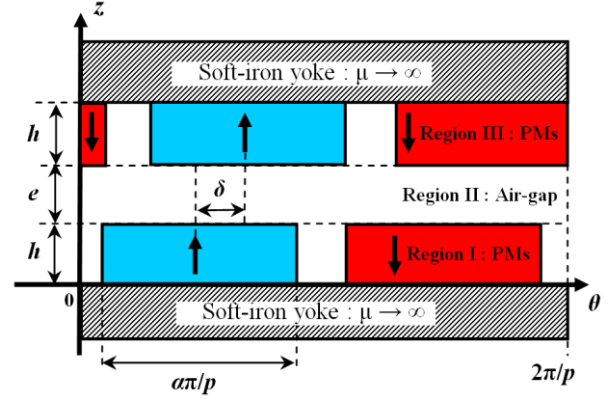 z
Soft-iron yoke : μ → ∞
h
Region III : PMs
e
δ
Region II : Air-gap
h
Region I : PMs
0
θ
Soft-iron yoke : μ → ∞
απ/p
2π/p